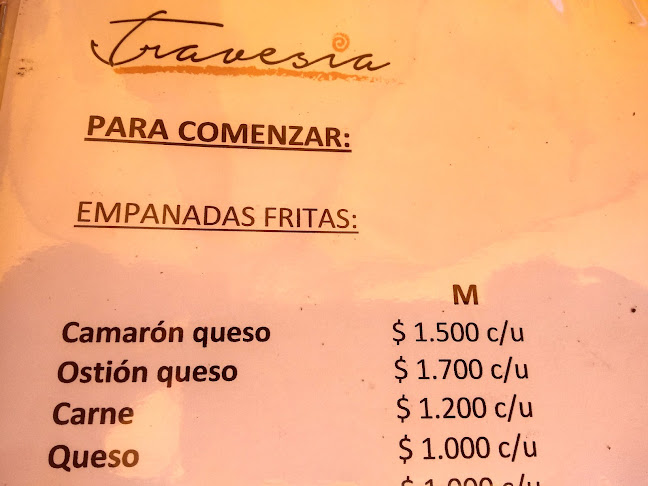 travesia
PARA COMENZAR:
EMPANADAS FRITAS:
M
Camarón queso $ 1.500 c/u
Ostión queso $ 1.700 c/u
Carne $ 1.200 c/u
Queso $ 1.000 c/u